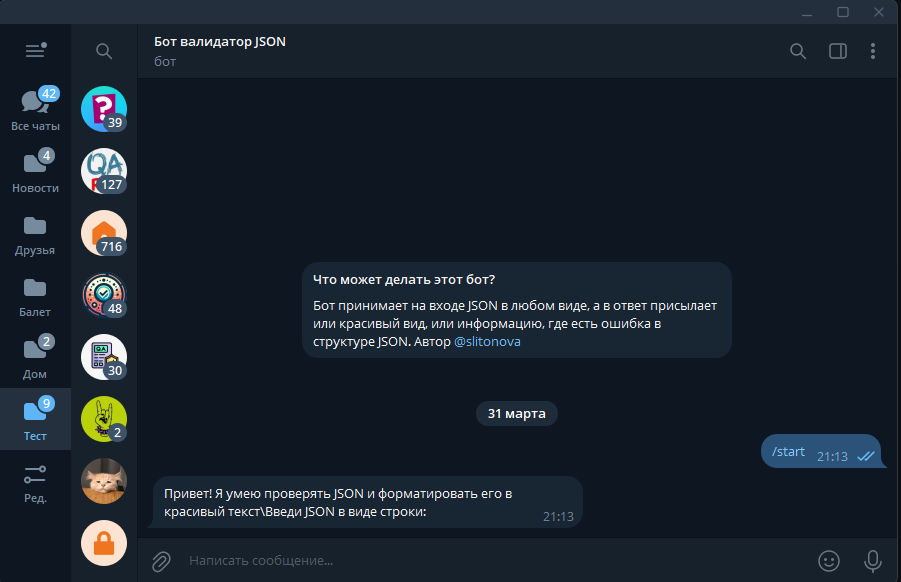 Бот валидатор JSON
бот
42
Все чаты
4
Новости
Друзья
Балет
2
Дом
9
Тест
Ред.
?
39
QA
127
716
48
QA
30
2
Что может делать этот бот?
Бот принимает на входе JSON в любом виде, а в ответ присылает
или красивый вид, или информацию, где есть ошибка в
структуре JSON. Автор @slitonova
31 марта
/start 21:13
Привет! Я умею проверять JSON и форматировать его в
красивый текст\Введи JSON в виде строки:
21:13
Написать сообщение...